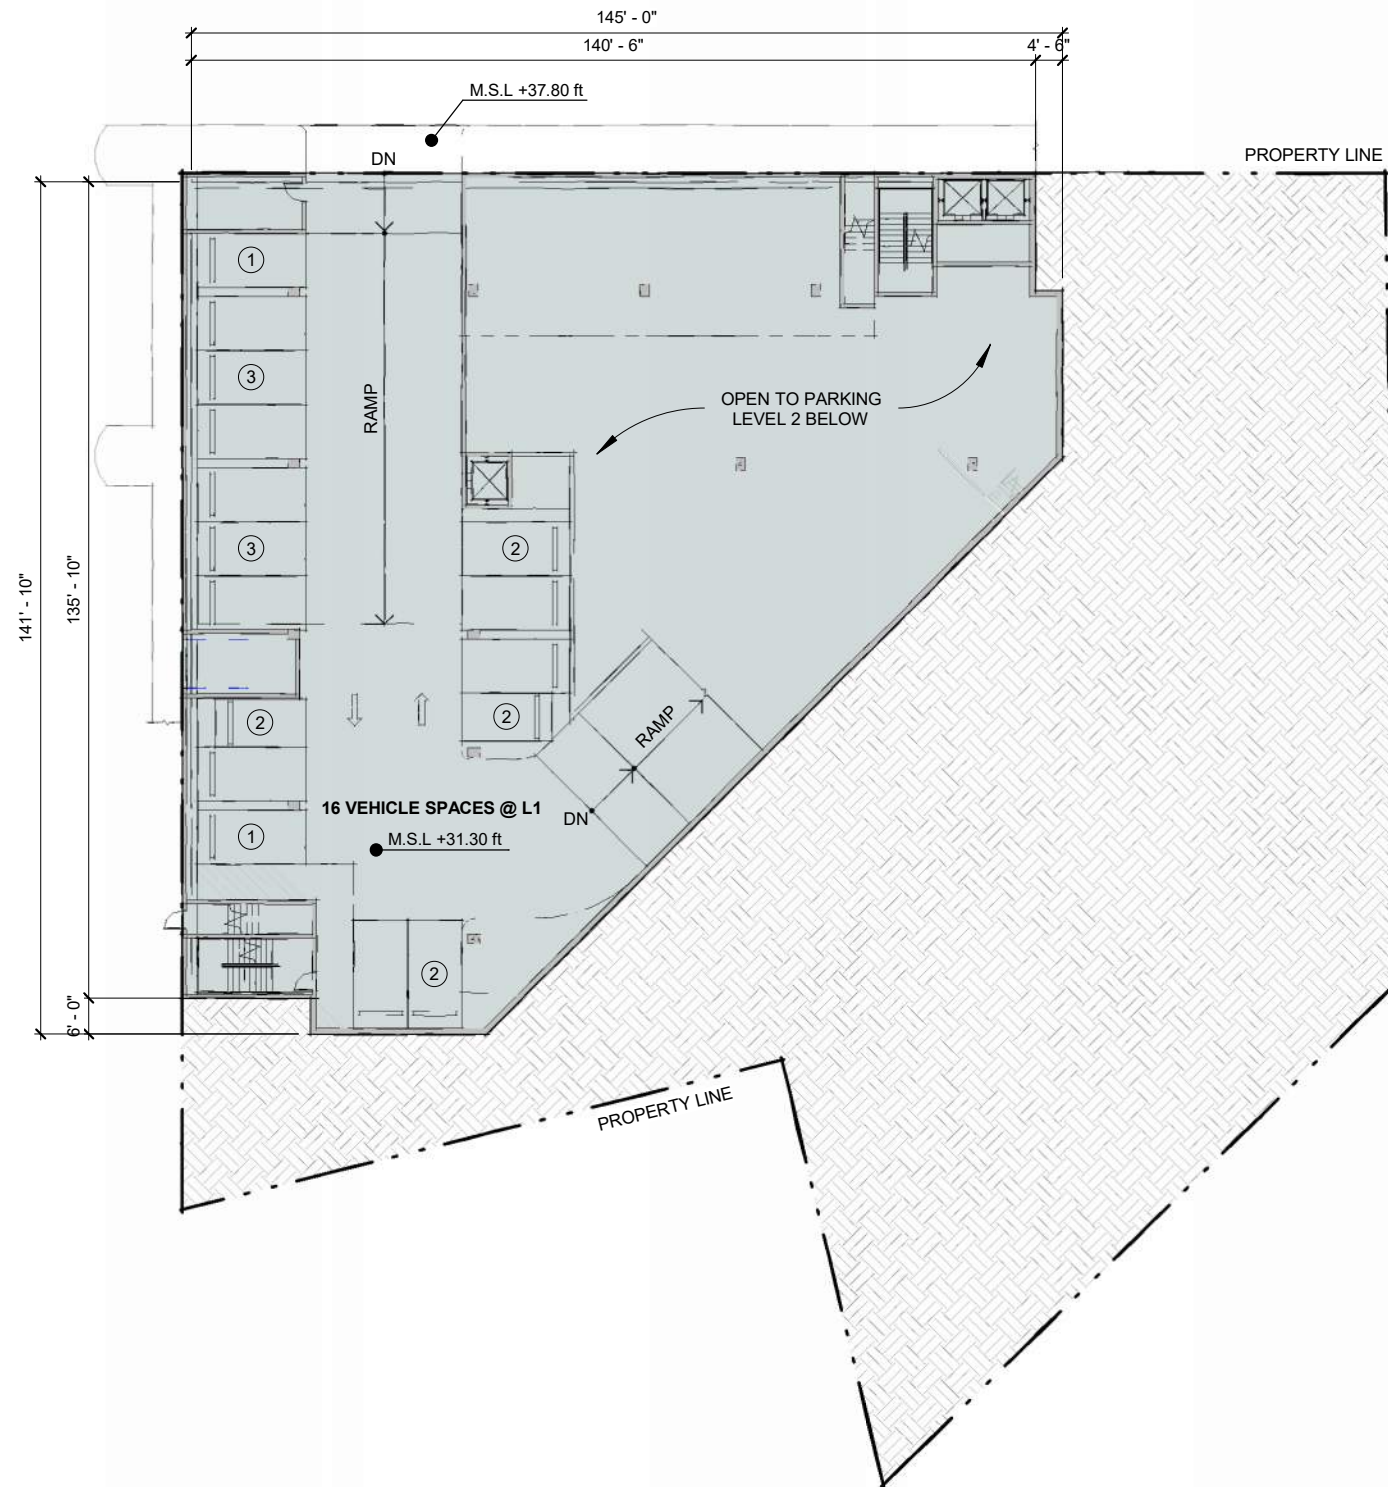 145' - 0"
140' - 6"
4' - 6"
M.S.L +37.80 ft
DN
PROPERTY LINE
1
3
RAMP
OPEN TO PARKING
LEVEL 2 BELOW
3
2
141' - 10"
135' - 10"
2
2
RAMP
16 VEHICLE SPACES @ L1
DN
1
M.S.L +31.30 ft
2
6' - 0"
PROPERTY LINE